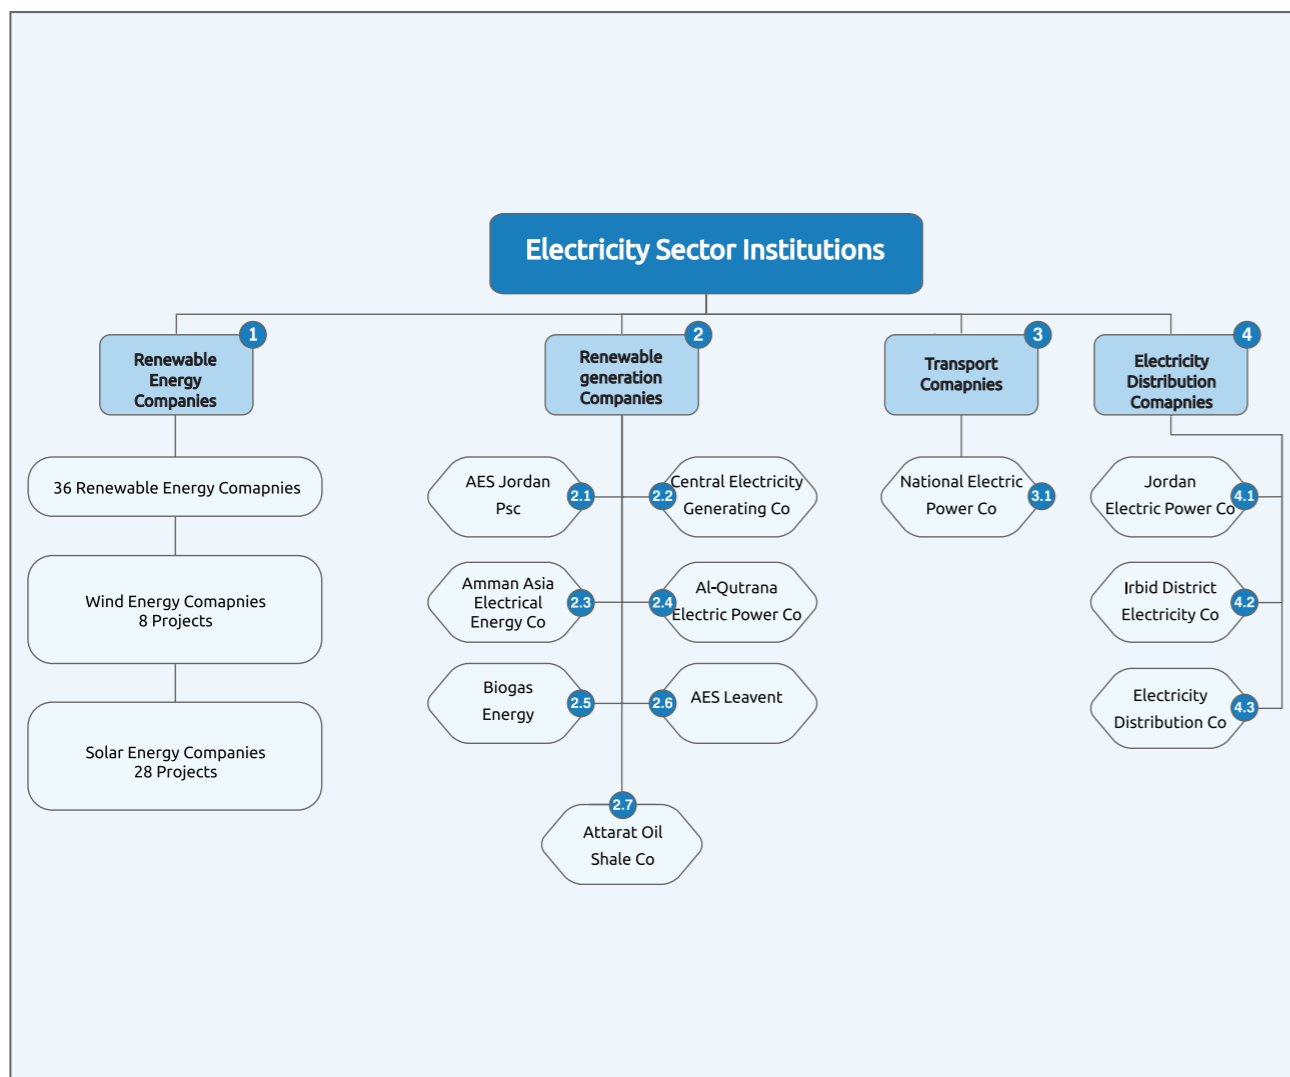 Electricity Sector Institutions
1
Renewable
Energy
Companies
36 Renewable Energy Comapnies
Wind Energy Comapnies
8 Projects
Solar Energy Companies
28 Projects
2
Renewable
generation
Companies
AES Jordan
Psc
2.1
2.2
Central Electricity
Generating Co
Amman Asia
Electrical
Energy Co
2.3
2.4
Al-Qutrana
Electric Power Co
Biogas
Energy
2.5
2.6
AES Leavent
2.7
Attarat Oil
Shale Co
3
Transport
Comapnies
National Electric
Power Co
3.1
4
Electricity
Distribution
Comapnies
Jordan
Electric Power Co
4.1
Irbid District
Electricity Co
4.2
Electricity
Distribution Co
4.3